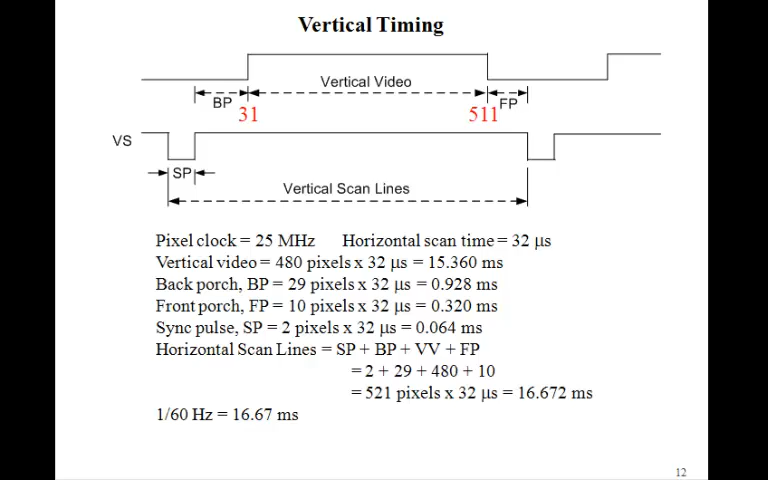 Vertical Timing
Vertical Video
BP
FP
31
511
VS
SP
Vertical Scan Lines
Pixel clock = 25 MHz Horizontal scan time = 32 µs
Vertical video = 480 pixels x 32 µs = 15.360 ms
Back porch, BP = 29 pixels x 32 µs = 0.928 ms
Front porch, FP = 10 pixels x 32 µs = 0.320 ms
Sync pulse, SP = 2 pixels x 32 µs = 0.064 ms
Horizontal Scan Lines = SP + BP + VV + FP
= 2 + 29 + 480 + 10
= 521 pixels x 32 µs = 16.672 ms
1/60 Hz = 16.67 ms
12